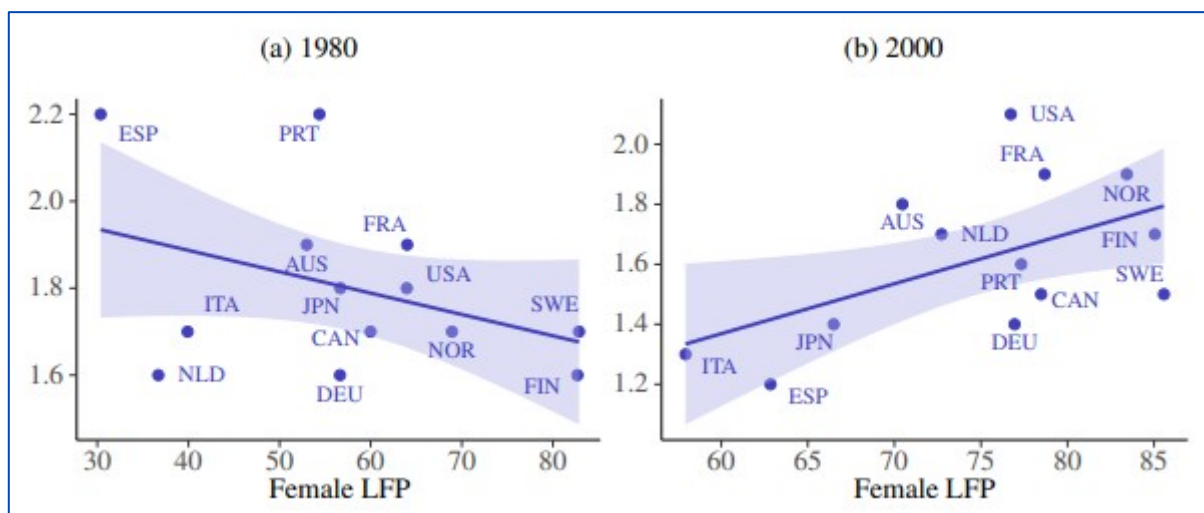 (a) 1980
2.2
2.0
1.8
1.6
ESP
PRT
FRA
AUS
USA
ITA
JPN
SWE
CAN
NOR
NLD
DEU
FIN
30 40 50 60 70 80
Female LFP
(b) 2000
2.0
1.8
1.6
1.4
1.2
USA
FRA
NOR
AUS
NLD
FIN
PRT
SWE
CAN
JPN
DEU
ITA
ESP
60 65 70 75 80 85
Female LFP